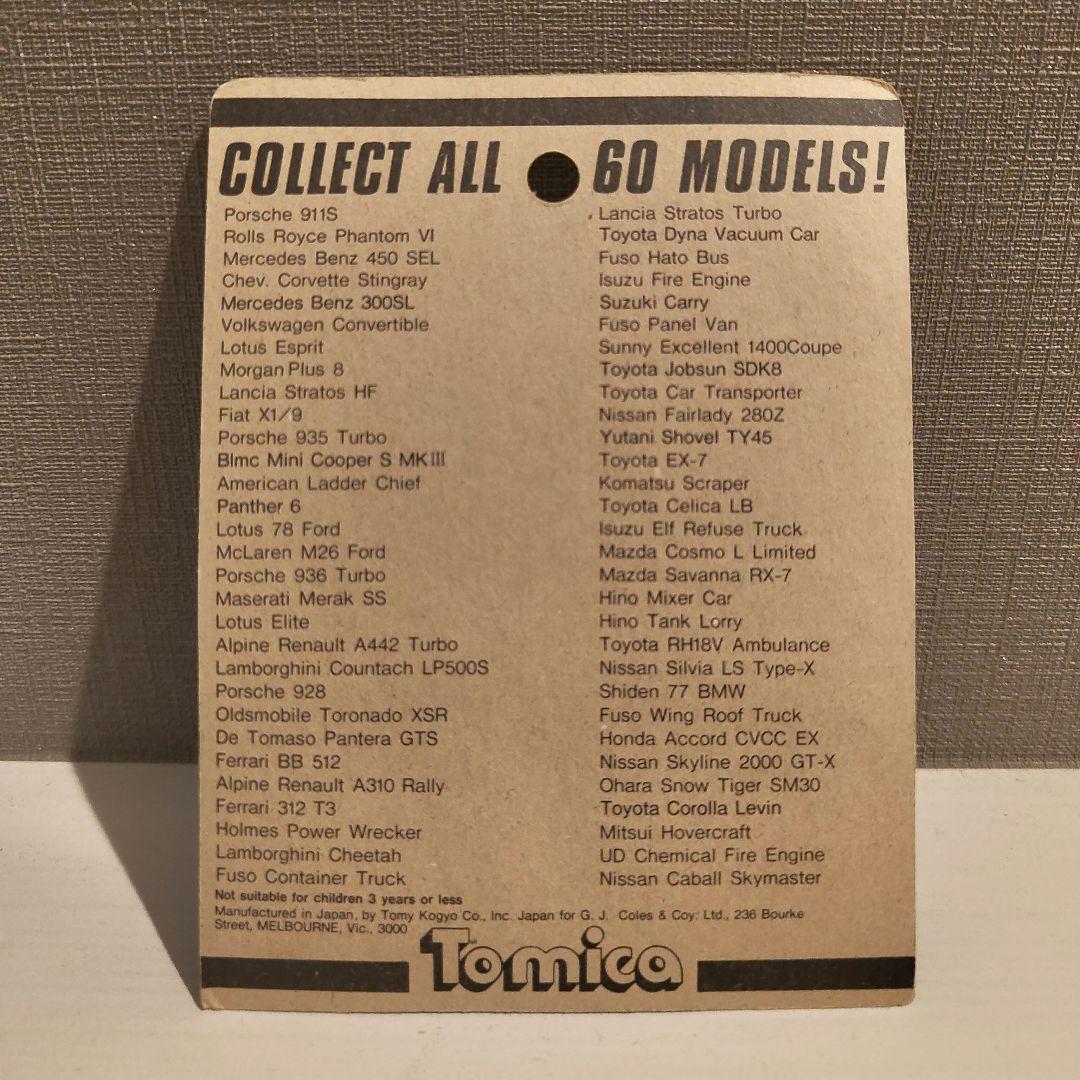 COLLECT ALL 60 MODELS!
Porsche 911S
Rolls Royce Phantom VI
Mercedes Benz 450 SEL
Chev. Corvette Stingray
Mercedes Benz 300SL
Volkswagen Convertible
Lotus Esprit
Morgan Plus 8
Lancia Stratos HF
Fiat X1/9
Porsche 935 Turbo
Blmc Mini Cooper S MKIII
American Ladder Chief
Panther 6
Lotus 78 Ford
McLaren M26 Ford
Porsche 936 Turbo
Maserati Merak SS
Lotus Elite
Alpine Renault A442 Turbo
Lamborghini Countach LP500S
Porsche 928
Oldsmobile Toronado XSR
De Tomaso Pantera GTS
Ferrari BB 512
Alpine Renault A310 Rally
Ferrari 312 T3
Holmes Power Wrecker
Lamborghini Cheetah
Fuso Container Truck
Lancia Stratos Turbo
Toyota Dyna Vacuum Car
Fuso Hato Bus
Isuzu Fire Engine
Suzuki Carry
Fuso Panel Van
Sunny Excellent 1400Coupe
Toyota Jobsun SDK8
Toyota Car Transporter
Nissan Fairlady 280Z
Yutani Shovel TY45
Toyota EX-7
Komatsu Scraper
Toyota Celica LB
Isuzu Elf Refuse Truck
Mazda Cosmo L Limited
Mazda Savanna RX-7
Hino Mixer Car
Hino Tank Lorry
Toyota RH18V Ambulance
Nissan Silvia LS Type-X
Shiden 77 BMW
Fuso Wing Roof Truck
Honda Accord CVCC EX
Nissan Skyline 2000 GT-X
Ohara Snow Tiger SM30
Toyota Corolla Levin
Mitsui Hovercraft
UD Chemical Fire Engine
Nissan Caball Skymaster
Not suitable for children 3 years or less
Manufactured in Japan, by Tomy Kogyo Co., Inc. Japan for G. J. Coles & Coy. Ltd., 236 Bourke
Street, MELBOURNE, Vic., 3000
Tomica